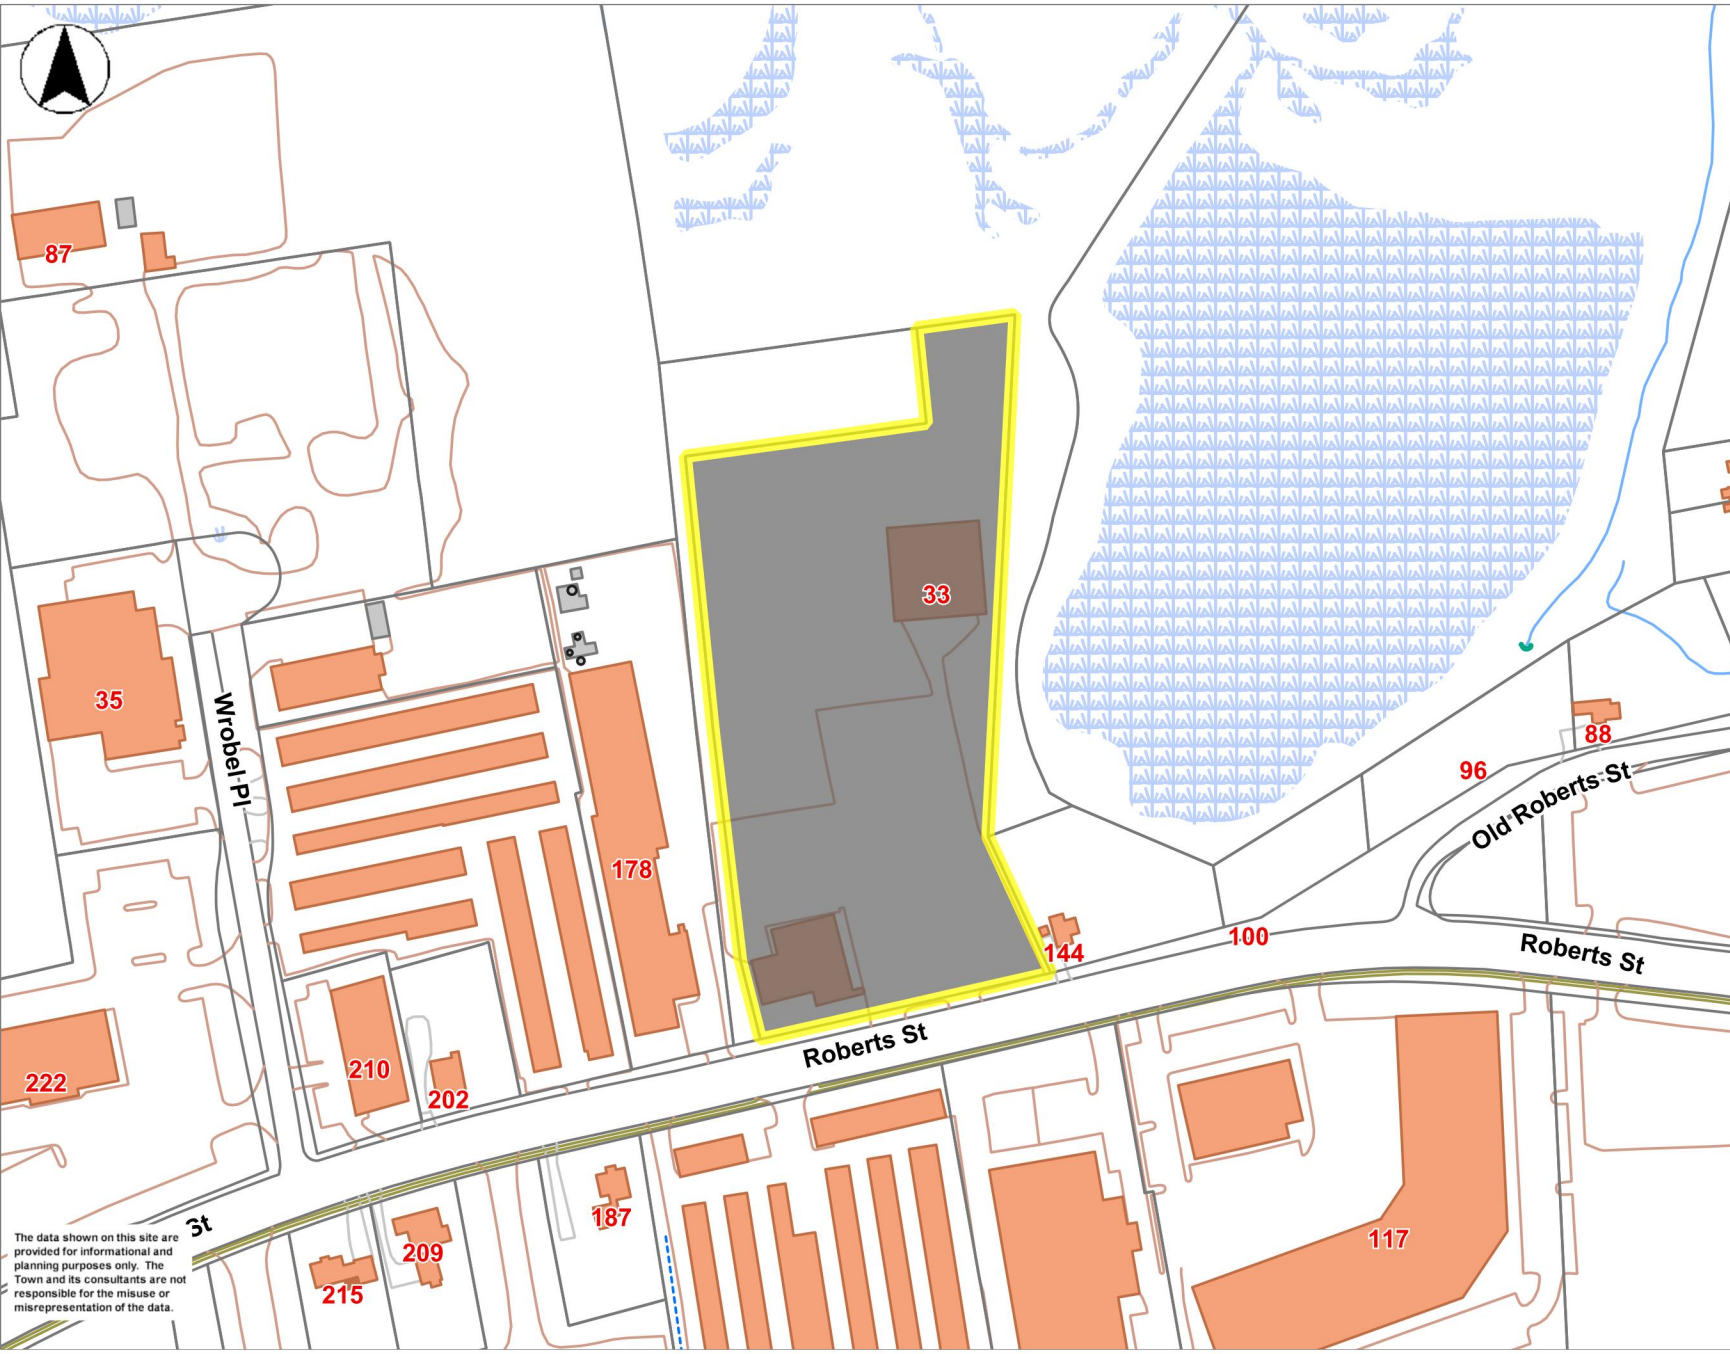 87
33
35
Wrobel Pl
178
88
96
Old Roberts St
100
144
Roberts St
Roberts St
210
202
222
187
117
209
215
St
The data shown on this site are
provided for informational and
planning purposes only. The
Town and its consultants are not
responsible for the misuse or
misrepresentation of the data.